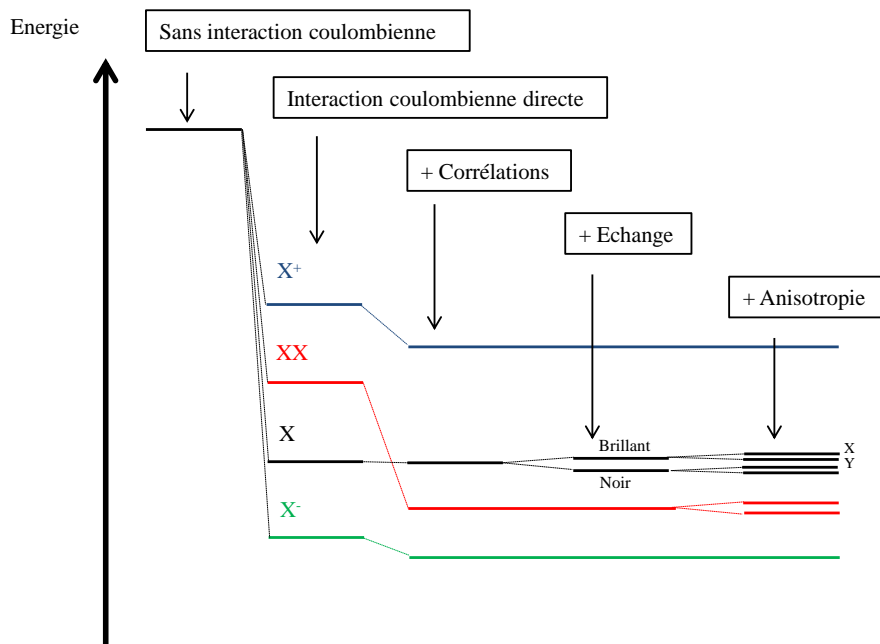 Energie
Sans interaction coulombienne
Interaction coulombienne directe
+ Corrélations
+ Echange
+ Anisotropie
X⁺
XX
X
X⁻
Brillant
Noir
X
Y